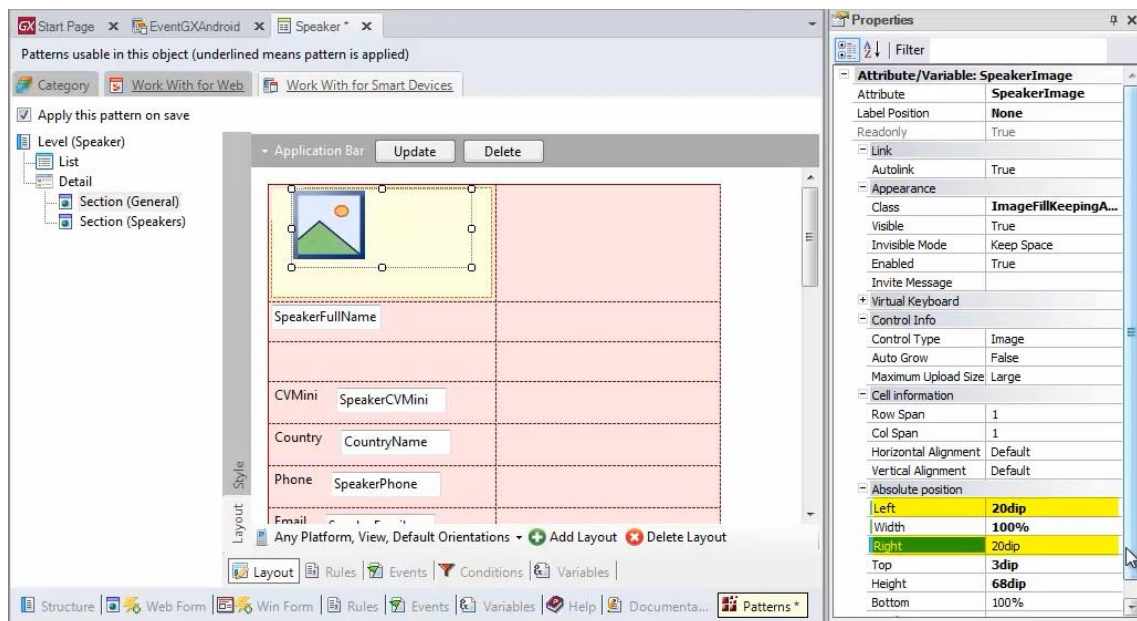 GX Start Page X EventGXAndroid X Speaker * X
Patterns usable in this object (underlined means pattern is applied)
Category Work With for Web Work With for Smart Devices
Apply this pattern on save
Level (Speaker)
List
Detail
Section (General)
Section (Speakers)
Application Bar Update Delete
SpeakerFullName
CVMini SpeakerCVMini
Country CountryName
Phone SpeakerPhone
Email
Style
Layout
Any Platform, View, Default Orientations Add Layout Delete Layout
Layout Rules Events Conditions Variables
Structure Web Form Win Form Rules Events Variables Help Documenta... Patterns *
Properties
Filter
Attribute/Variable: SpeakerImage
Attribute SpeakerImage
Label Position None
Readonly True
Link
Autolink True
Appearance
Class ImageFillKeepingA...
Visible True
Invisible Mode Keep Space
Enabled True
Invite Message
Virtual Keyboard
Control Info
Control Type Image
Auto Grow False
Maximum Upload Size Large
Cell information
Row Span 1
Col Span 1
Horizontal Alignment Default
Vertical Alignment Default
Absolute position
Left 20dip
Width 100%
Right 20dip
Top 3dip
Height 68dip
Bottom 100%